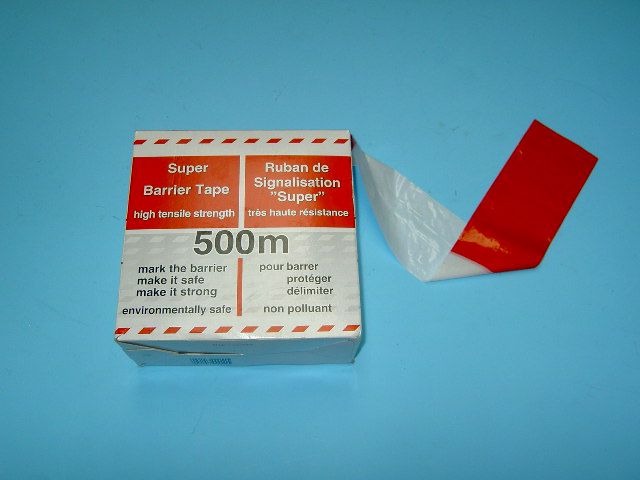 Super
Barrier Tape
high tensile strength
Ruban de
Signalisation
"Super"
très haute résistance
500m
mark the barrier
make it safe
make it strong
environmentally safe
pour barrer
protéger
délimiter
non polluant